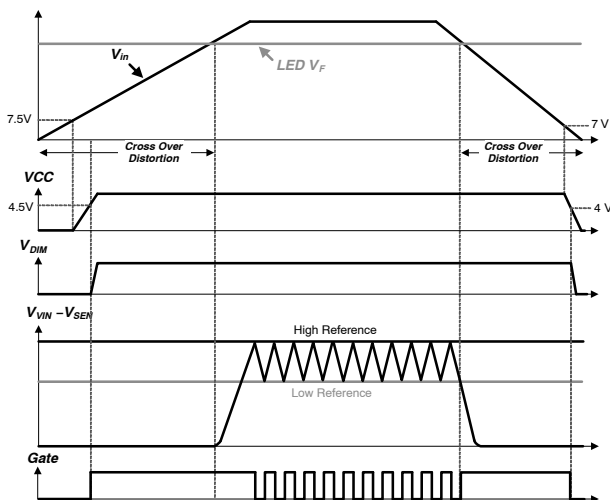 V_in
LED V_F
7.5V
7 V
Cross Over
Distortion
Cross Over
Distortion
VCC
4.5V
4 V
V_DIM
V_VIN – V_SEN
High Reference
Low Reference
Gate